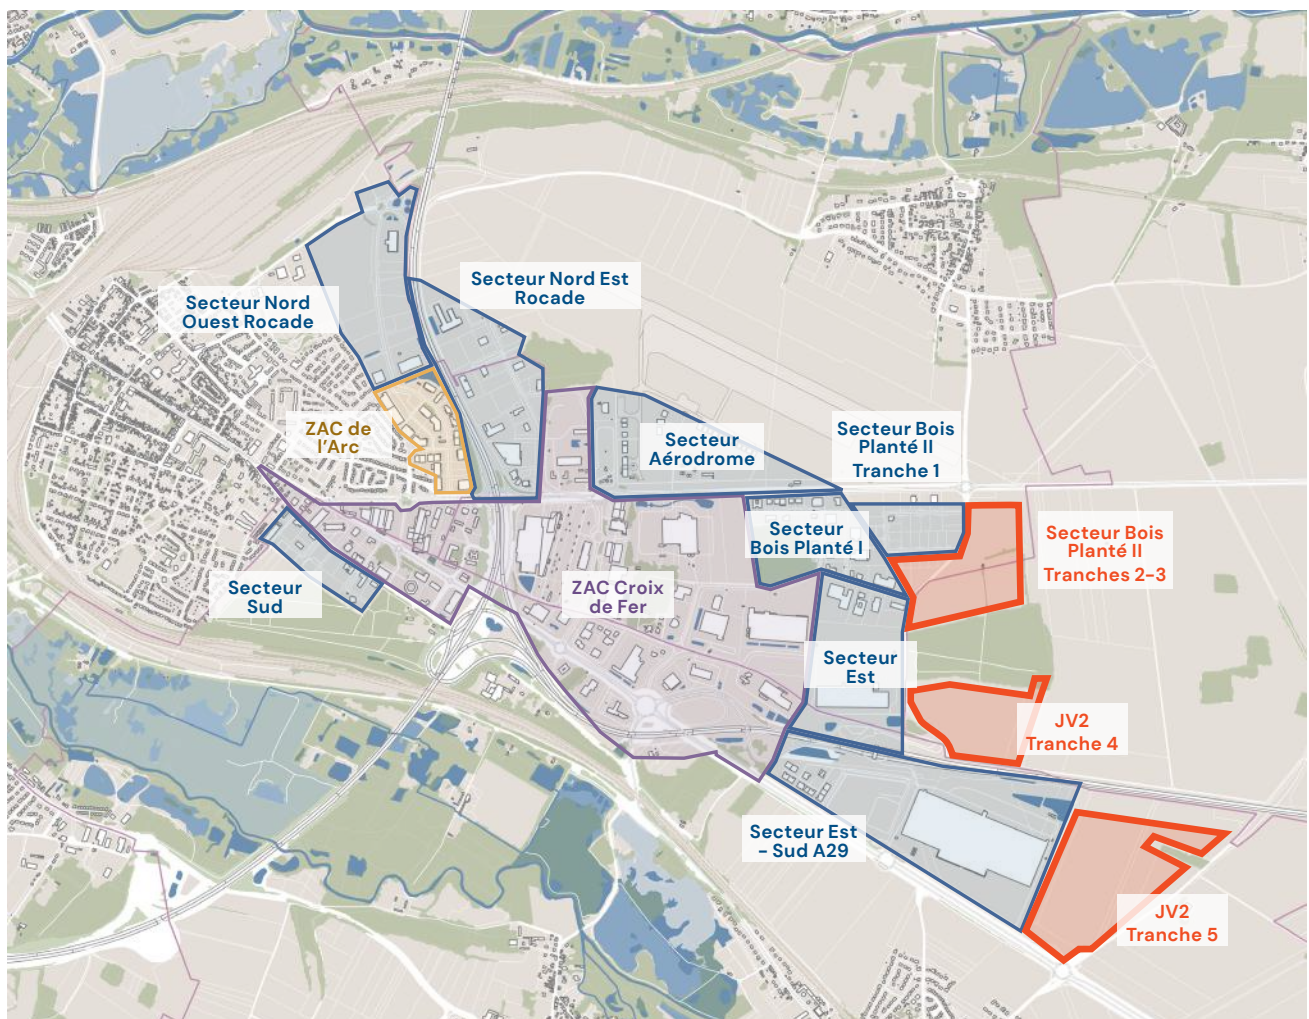 Secteur Nord Est
Rocade
Secteur Nord
Ouest Rocade
ZAC de
l'Arc
Secteur
Aérodrome
Secteur Bois
Planté II
Tranche 1
Secteur
Bois Planté I
Secteur Bois
Planté II
Tranches 2-3
Secteur
Sud
ZAC Croix
de Fer
Secteur
Est
JV2
Tranche 4
Secteur Est
- Sud A29
JV2
Tranche 5